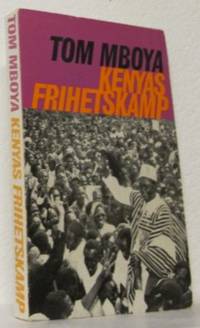 TOM MBOYA
KENYAS
FRIHETSKAMP
TOM MBOYA KENYAS FRIHETSKAMP